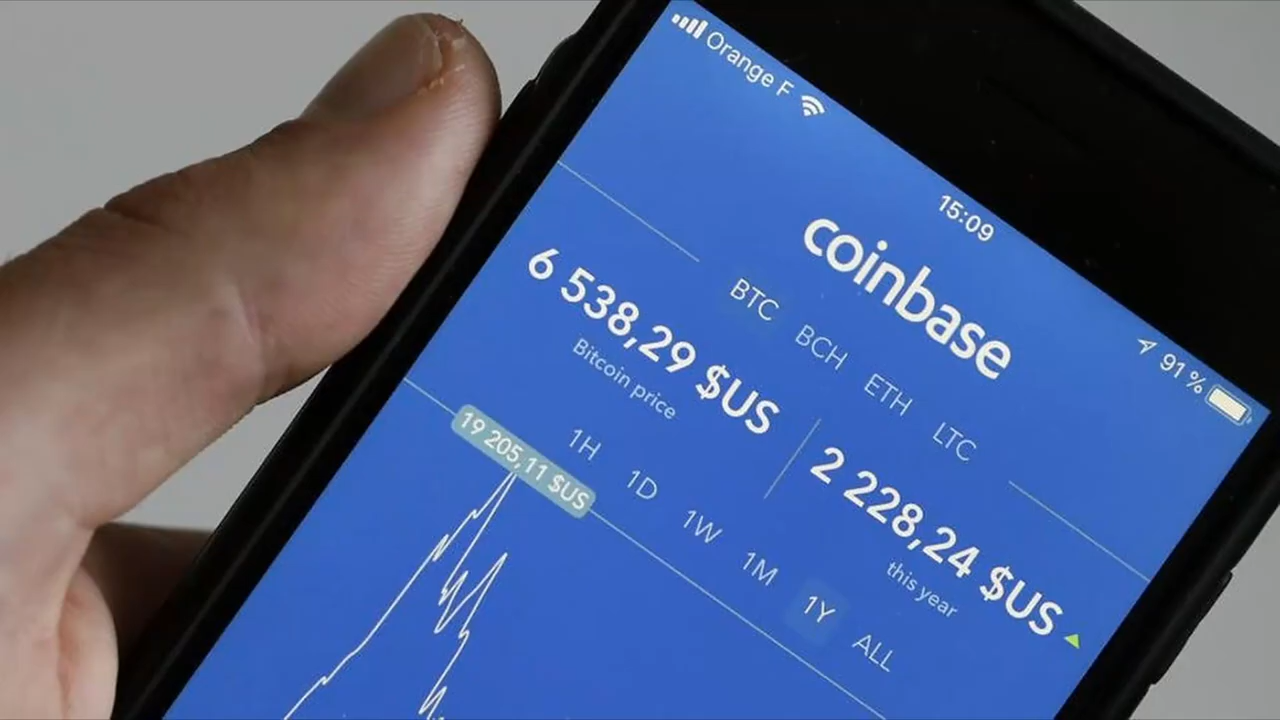 Orange F 15:09 91 %
coinbase
BTC BCH ETH LTC
6 538,29 $US 2 228,24 $US
Bitcoin price this year
1H 1D 1W 1M 1Y ALL
19 205,11 $US